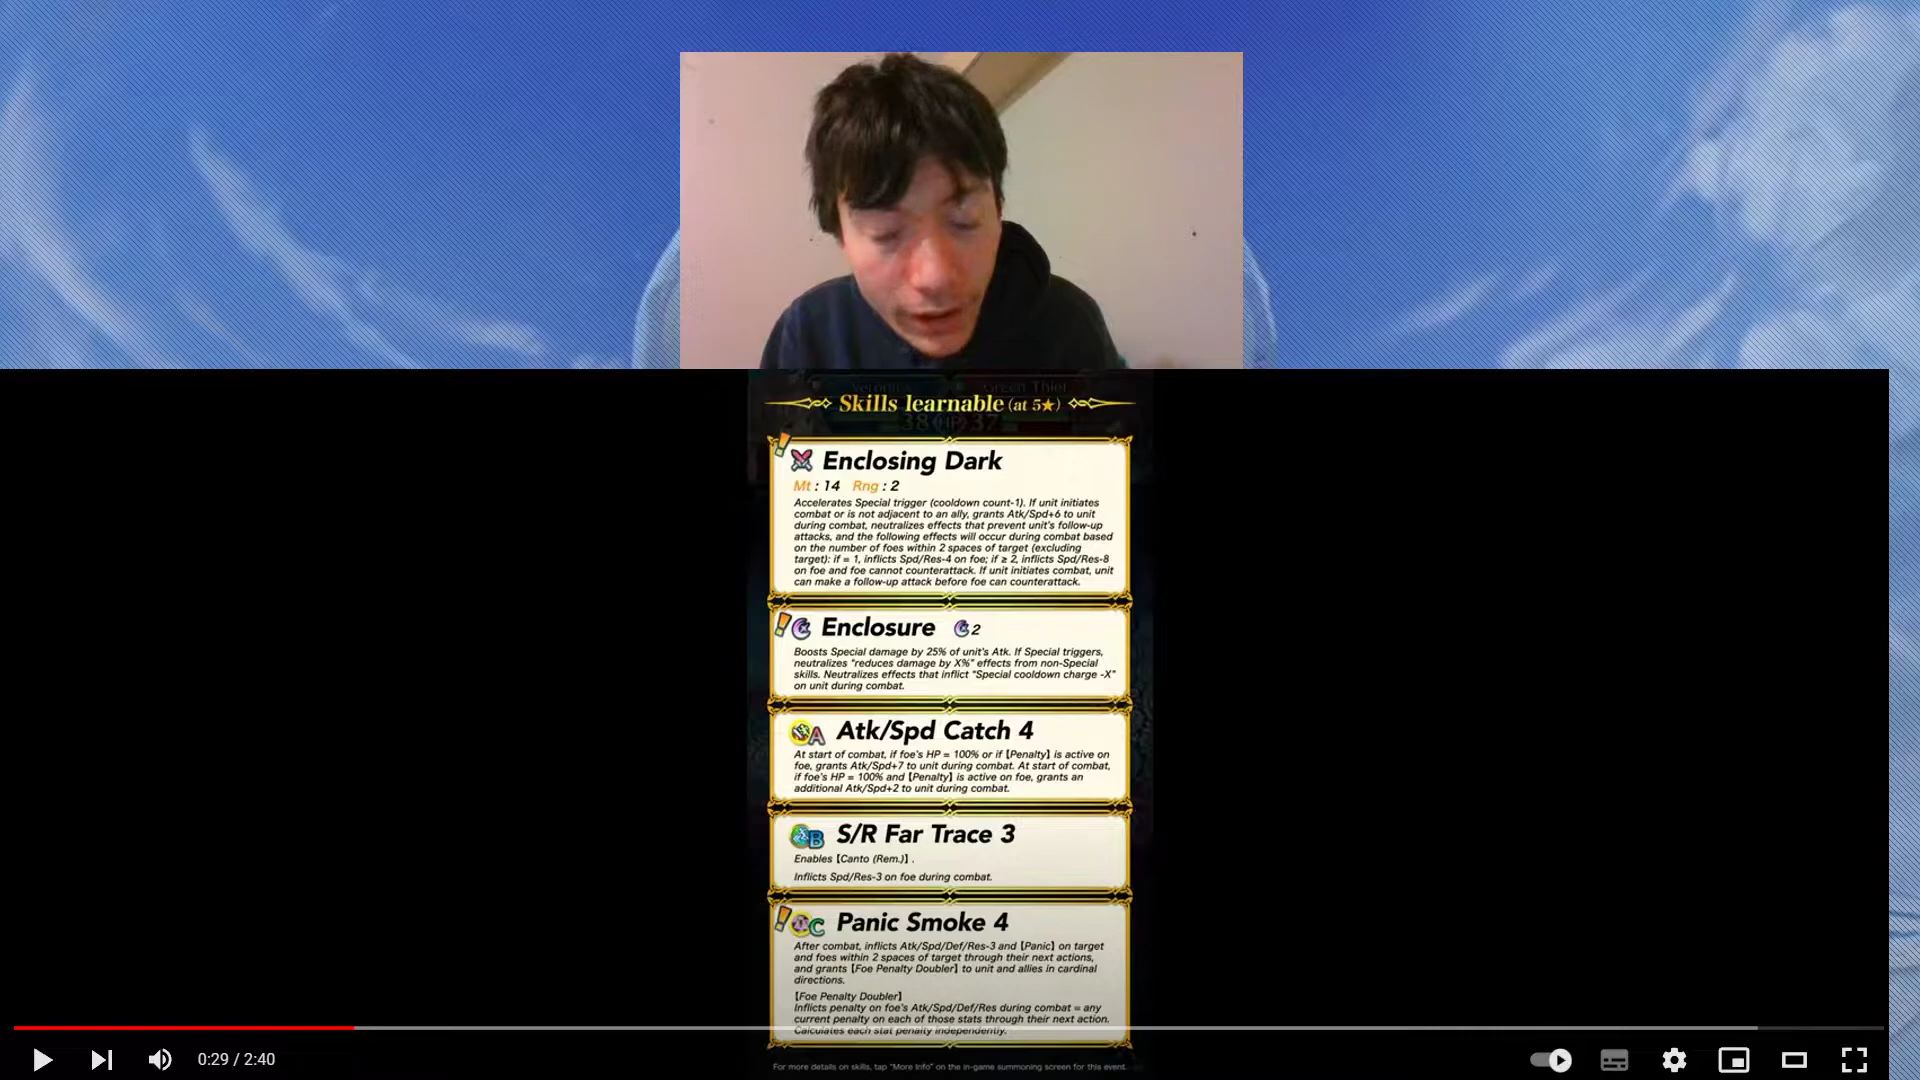 Green Thief
Skills learnable (at 5★)
38 HP 37
Enclosing Dark
Mt : 14 Rng : 2
Accelerates Special trigger (cooldown count-1). If unit initiates
combat or is not adjacent to an ally, grants Atk/Spd+6 to unit
during combat, neutralizes effects that prevent unit's follow-up
attacks, and the following effects will occur during combat based
on the number of foes within 2 spaces of target (excluding
target): if = 1, inflicts Spd/Res-4 on foe; if ≥ 2, inflicts Spd/Res-8
on foe and foe cannot counterattack. If unit initiates combat, unit
can make a follow-up attack before foe can counterattack.
Enclosure 2
Boosts Special damage by 25% of unit's Atk. If Special triggers,
neutralizes "reduces damage by X%" effects from non-Special
skills. Neutralizes effects that inflict "Special cooldown charge -X"
on unit during combat.
A Atk/Spd Catch 4
At start of combat, if foe's HP = 100% or if【Penalty】is active on
foe, grants Atk/Spd+7 to unit during combat. At start of combat,
if foe's HP = 100% and【Penalty】is active on foe, grants an
additional Atk/Spd+2 to unit during combat.
B S/R Far Trace 3
Enables【Canto (Rem.)】.
Inflicts Spd/Res-3 on foe during combat.
C Panic Smoke 4
After combat, inflicts Atk/Spd/Def/Res-3 and【Panic】on target
and foes within 2 spaces of target through their next actions,
and grants【Foe Penalty Doubler】to unit and allies in cardinal
directions.
【Foe Penalty Doubler】
Inflicts penalty on foe's Atk/Spd/Def/Res during combat = any
current penalty on each of those stats through their next action.
Calculates each stat penalty independently.
0:29 / 2:40
For more details on skills, tap "More Info" on the in-game summoning screen for this event.